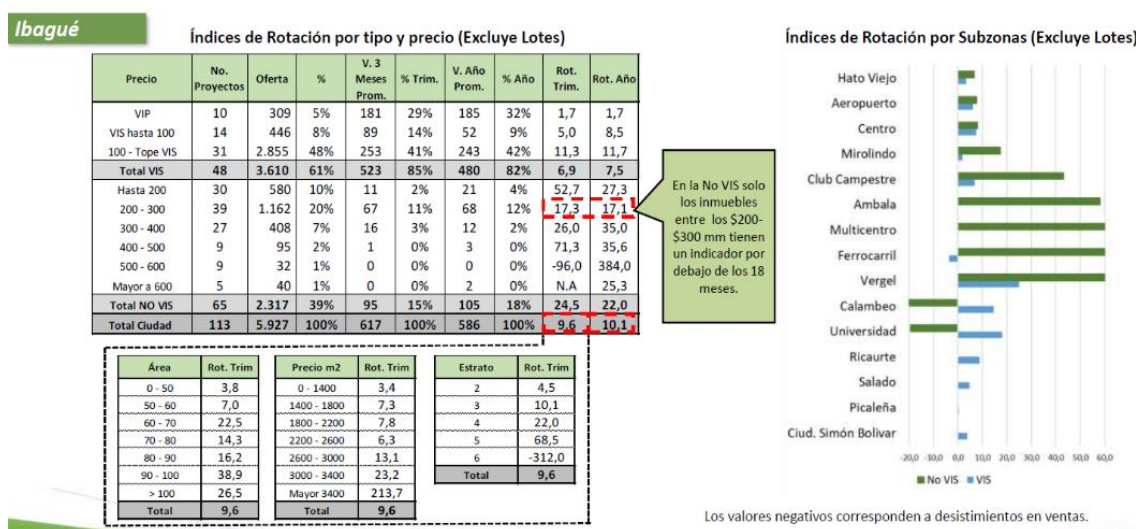 Ibagué
Índices de Rotación por tipo y precio (Excluye Lotes)
Precio No. Proyectos Oferta % V. 3 Meses Prom. % Trim. V. Año Prom. % Año Rot. Trim. Rot. Año
VIP 10 309 5% 181 29% 185 32% 1,7 1,7
VIS hasta 100 14 446 8% 89 14% 52 9% 5,0 8,5
100 - Tope VIS 31 2.855 48% 253 41% 243 42% 11,3 11,7
Total VIS 48 3.610 61% 523 85% 480 82% 6,9 7,5
Hasta 200 30 580 10% 11 2% 21 4% 52,7 27,3
200 - 300 39 1.162 20% 67 11% 68 12% 17,3 17,1
300 - 400 27 408 7% 16 3% 12 2% 26,0 35,0
400 - 500 9 95 2% 1 0% 3 0% 71,3 35,6
500 - 600 9 32 1% 0 0% 0 0% -96,0 384,0
Mayor a 600 5 40 1% 0 0% 2 0% N.A 25,3
Total NO VIS 65 2.317 39% 95 15% 105 18% 24,5 22,0
Total Ciudad 113 5.927 100% 617 100% 586 100% 9,6 10,1
En la No VIS solo
los inmuebles
entre los $200-
$300 mm tienen
un indicador por
debajo de los 18
meses.
Área Rot. Trim
0 - 50 3,8
50 - 60 7,0
60 - 70 22,5
70 - 80 14,3
80 - 90 16,2
90 - 100 38,9
> 100 26,5
Total 9,6
Precio m2 Rot. Trim
0 - 1400 3,4
1400 - 1800 7,3
1800 - 2200 7,8
2200 - 2600 6,3
2600 - 3000 13,1
3000 - 3400 23,2
Mayor 3400 213,7
Total 9,6
Estrato Rot. Trim
2 4,5
3 10,1
4 22,0
5 68,5
6 -312,0
Total 9,6
Índices de Rotación por Subzonas (Excluye Lotes)
Hato Viejo
Aeropuerto
Centro
Mirolindo
Club Campestre
Ambala
Multicentro
Ferrocarril
Vergel
Calambeo
Universidad
Ricaurte
Salado
Picaleña
Ciud. Simón Bolivar
-20,0 -10,0 0,0 10,0 20,0 30,0 40,0 50,0 60,0
No VIS VIS
Los valores negativos corresponden a desistimientos en ventas.